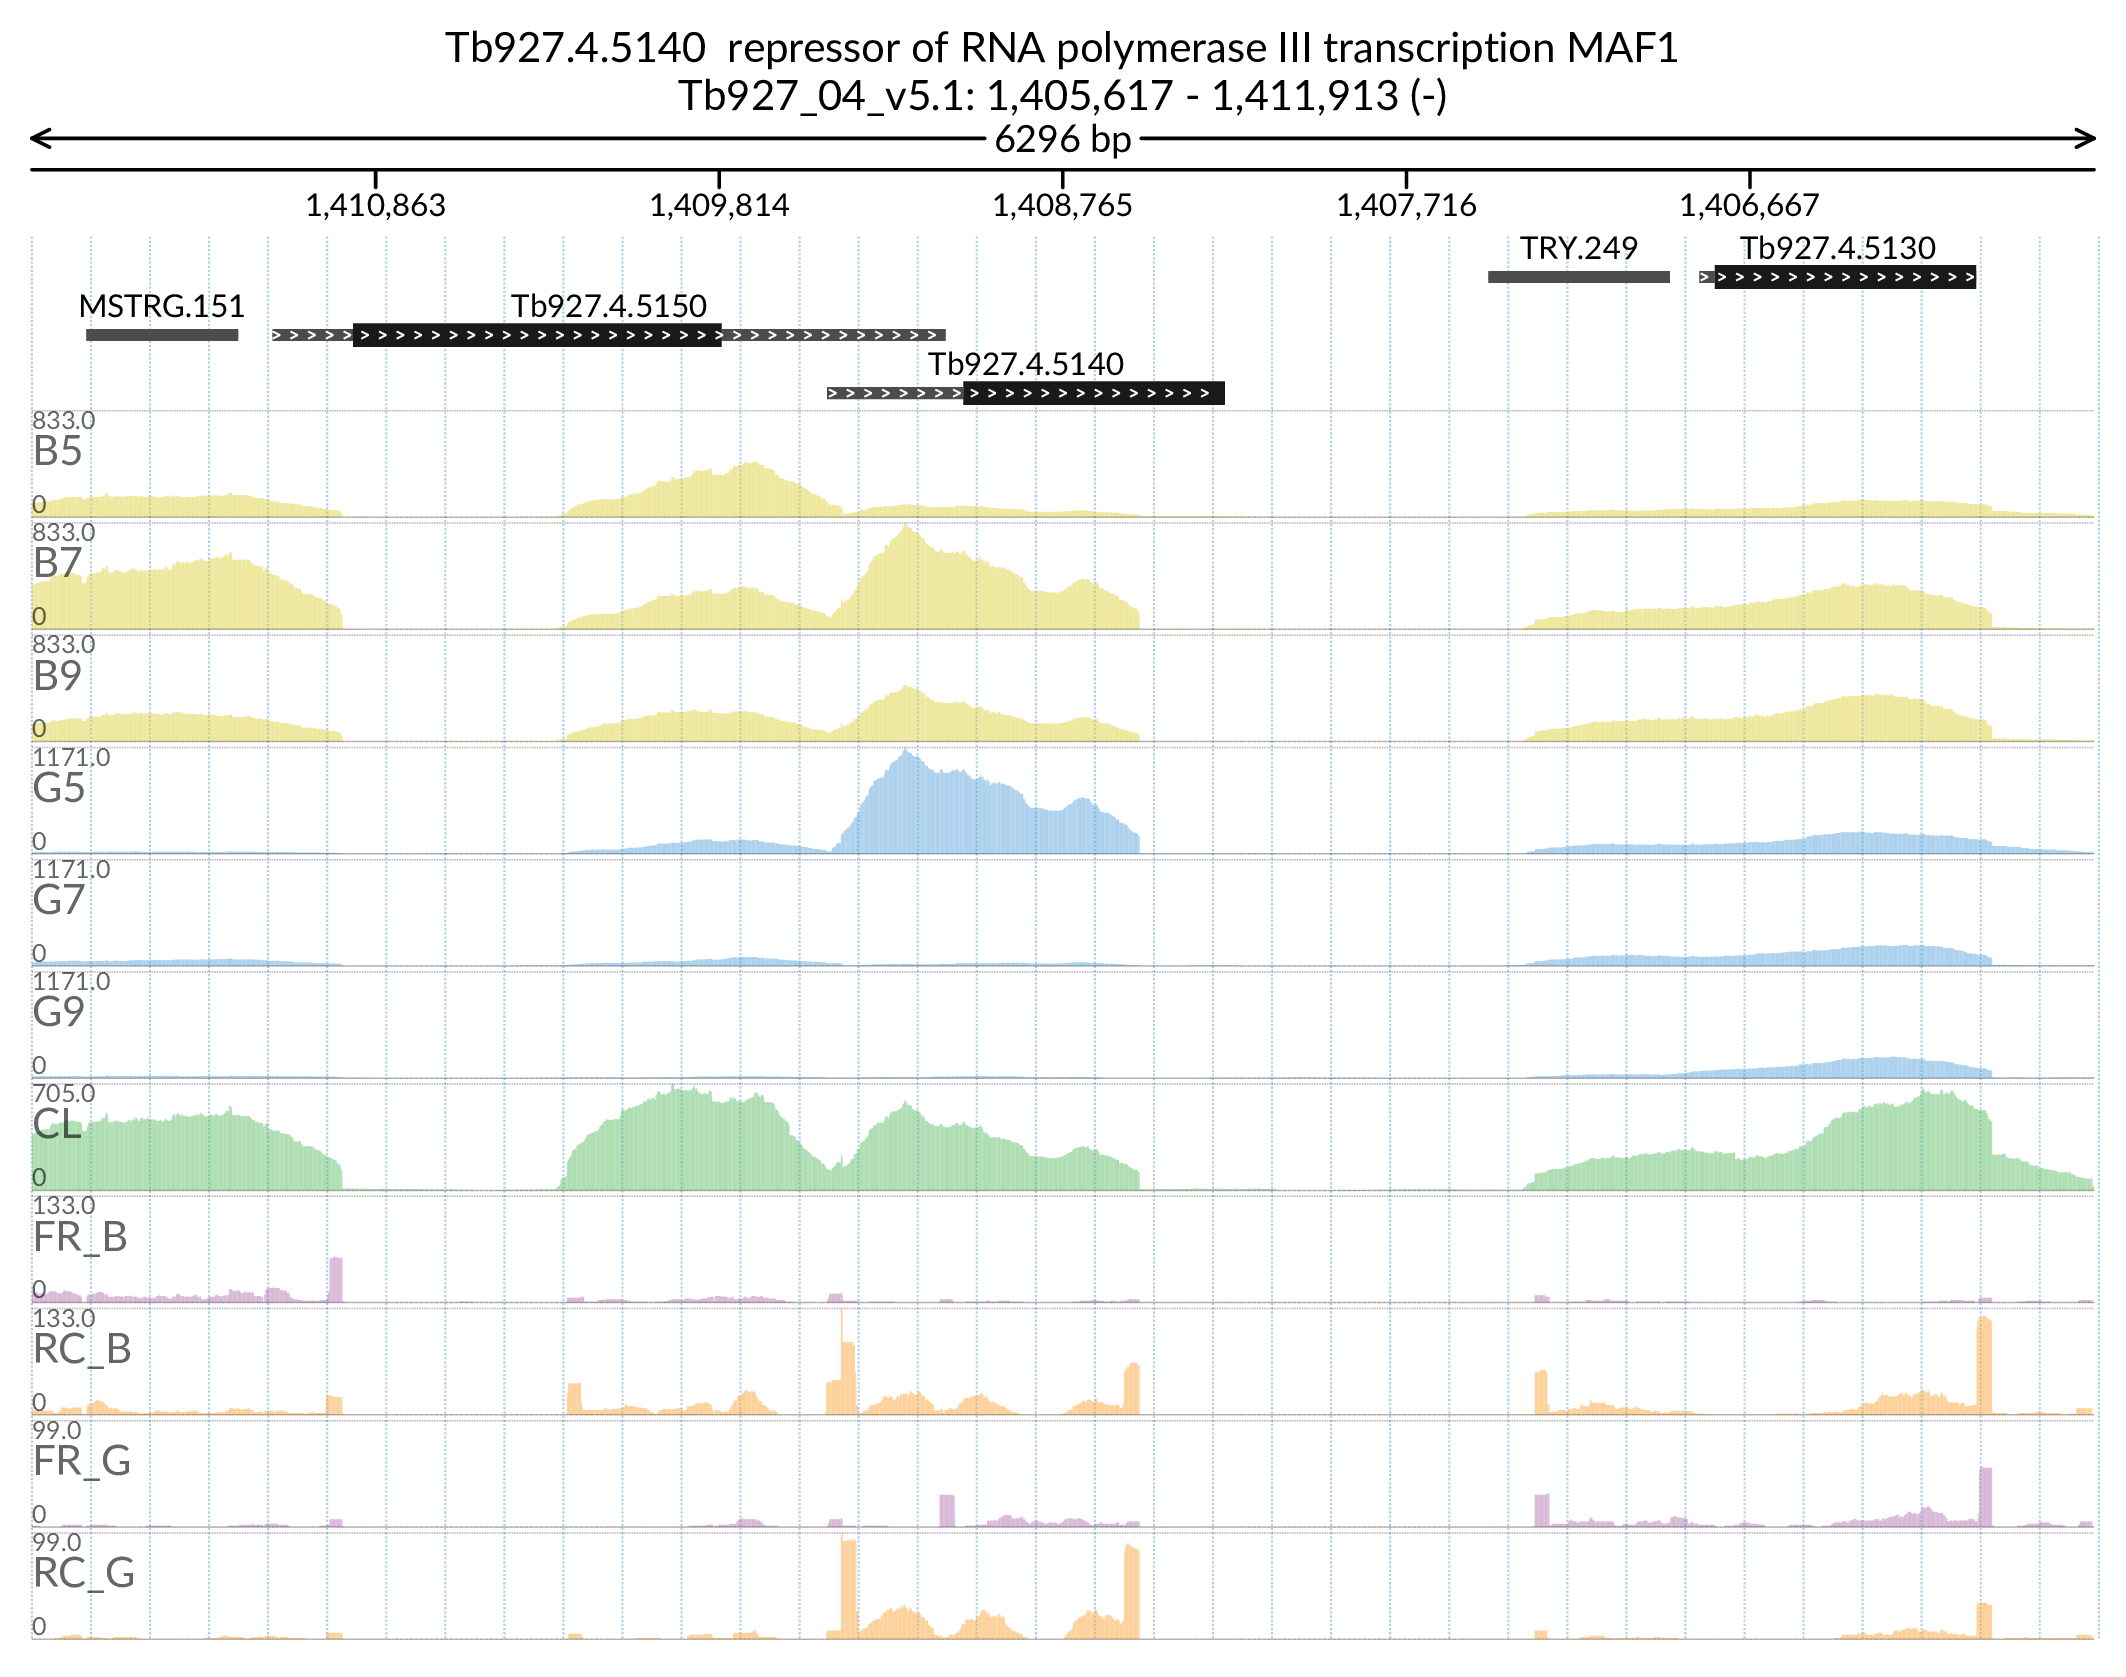 Tb927.4.5140  repressor of RNA polymerase III transcription MAF1
Tb927_04_v5.1: 1,405,617 - 1,411,913 (-)
6296 bp
1,410,863 1,409,814 1,408,765 1,407,716 1,406,667
TRY.249 Tb927.4.5130
MSTRG.151 Tb927.4.5150
Tb927.4.5140
833.0
B5
0
833.0
B7
0
833.0
B9
0
1171.0
G5
0
1171.0
G7
0
1171.0
G9
0
705.0
CL
0
133.0
FR_B
0
133.0
RC_B
0
99.0
FR_G
0
99.0
RC_G
0